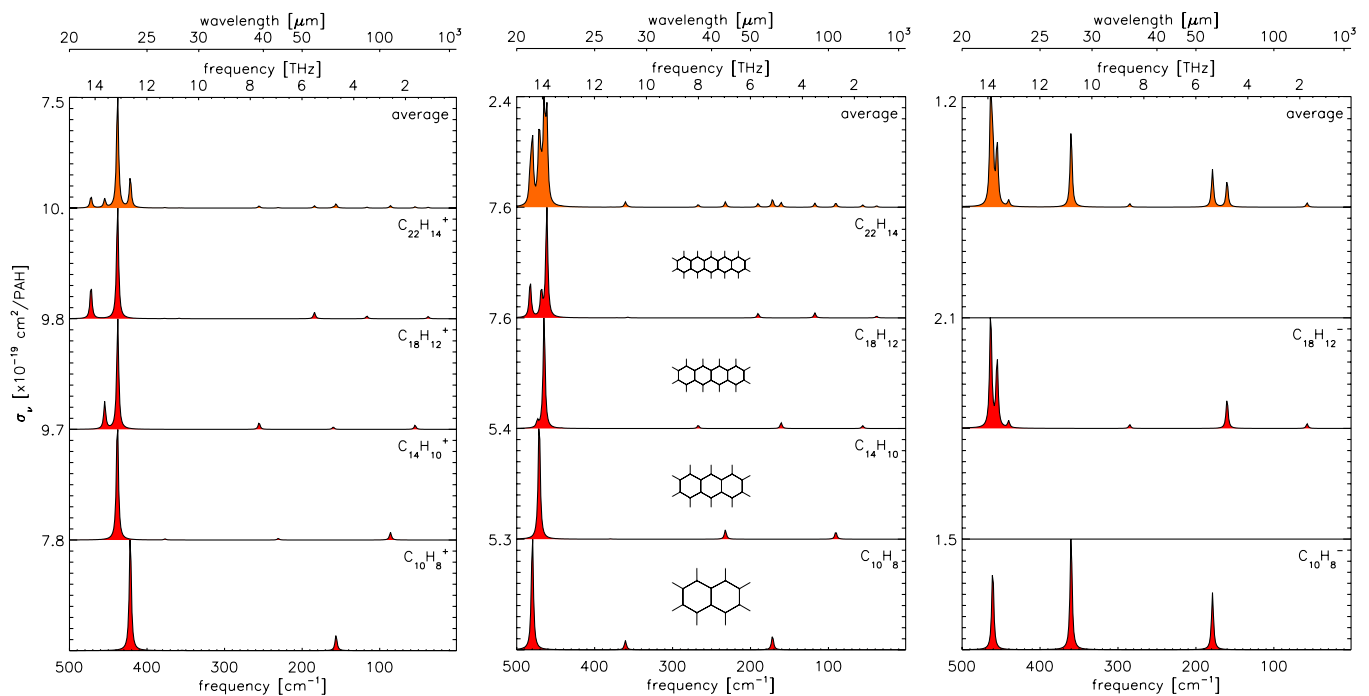 wavelength [μm]
20 25 30 40 50 100 10³
frequency [THz]
14 12 10 8 6 4 2
7.5
average
10.
C₂₂H₁₄⁺
9.8
C₁₈H₁₂⁺
9.7
C₁₄H₁₀⁺
7.8
C₁₀H₈⁺
500 400 300 200 100
frequency [cm⁻¹]
σᵥ [x10⁻¹⁹ cm²/PAH]
wavelength [μm]
20 25 30 40 50 100 10³
frequency [THz]
14 12 10 8 6 4 2
2.4
average
7.6
C₂₂H₁₄
7.6
C₁₈H₁₂
5.4
C₁₄H₁₀
5.3
C₁₀H₈
500 400 300 200 100
frequency [cm⁻¹]
wavelength [μm]
20 25 30 40 50 100 10³
frequency [THz]
14 12 10 8 6 4 2
1.2
average
2.1
C₁₈H₁₂⁻
1.5
C₁₀H₈⁻
500 400 300 200 100
frequency [cm⁻¹]